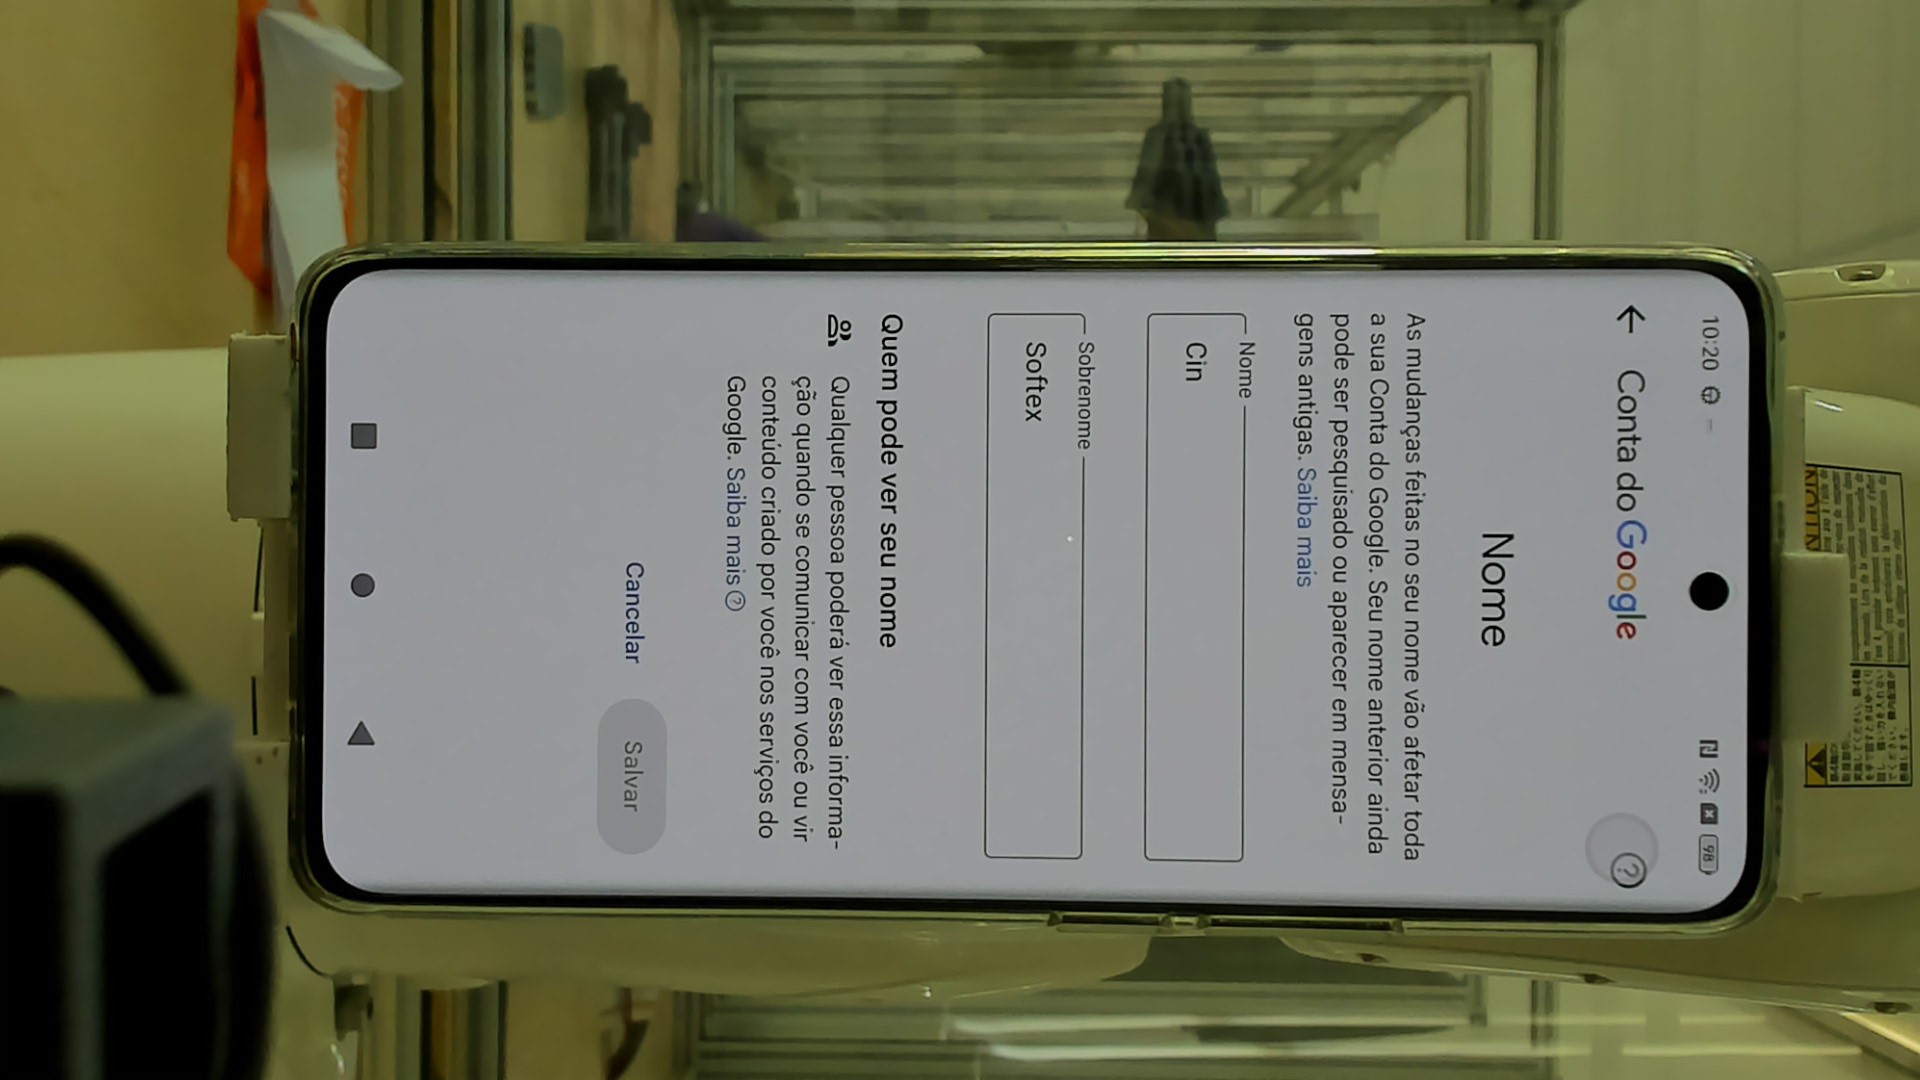 10:20
98
Conta do Google
Nome
As mudanças feitas no seu nome vão afetar toda
a sua Conta do Google. Seu nome anterior ainda
pode ser pesquisado ou aparecer em mensa-
gens antigas. Saiba mais
Nome
Cin
Sobrenome
Softex
Quem pode ver seu nome
Qualquer pessoa poderá ver essa informa-
ção quando se comunicar com você ou vir
conteúdo criado por você nos serviços do
Google. Saiba mais
Cancelar Salvar